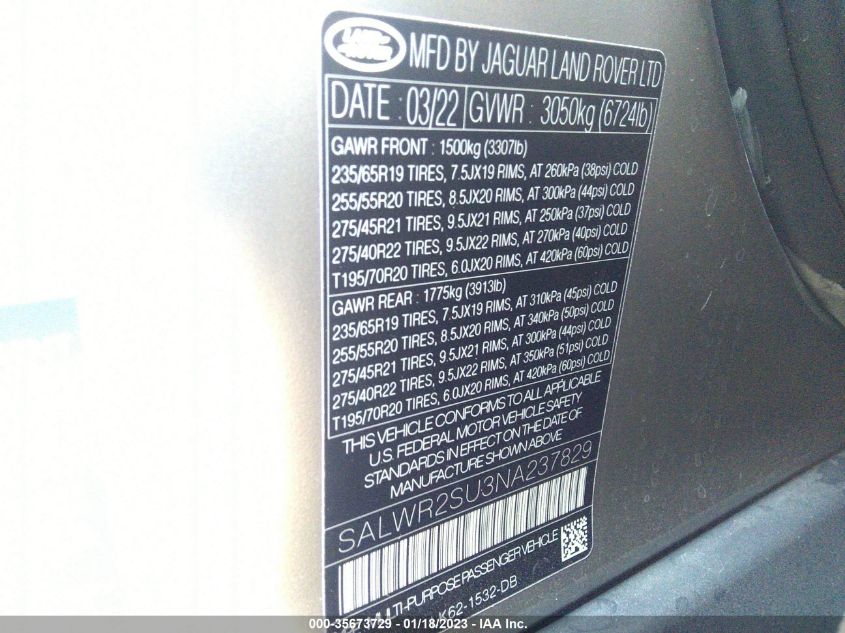 LAND ROVER MFD BY JAGUAR LAND ROVER LTD
DATE : 03/22 GVWR : 3050kg (6724lb)
GAWR FRONT : 1500kg (3307lb)
235/65R19 TIRES, 7.5JX19 RIMS, AT 260kPa (38psi) COLD
255/55R20 TIRES, 8.5JX20 RIMS, AT 300kPa (44psi) COLD
275/45R21 TIRES, 9.5JX21 RIMS, AT 250kPa (37psi) COLD
275/40R22 TIRES, 9.5JX22 RIMS, AT 270kPa (40psi) COLD
T195/70R20 TIRES, 6.0JX20 RIMS, AT 420kPa (60psi) COLD
GAWR REAR : 1775kg (3913lb)
235/65R19 TIRES, 7.5JX19 RIMS, AT 310kPa (45psi) COLD
255/55R20 TIRES, 8.5JX20 RIMS, AT 340kPa (50psi) COLD
275/45R21 TIRES, 9.5JX21 RIMS, AT 300kPa (44psi) COLD
275/40R22 TIRES, 9.5JX22 RIMS, AT 350kPa (51psi) COLD
T195/70R20 TIRES, 6.0JX20 RIMS, AT 420kPa (60psi) COLD
THIS VEHICLE CONFORMS TO ALL APPLICABLE
U.S. FEDERAL MOTOR VEHICLE SAFETY
STANDARDS IN EFFECT ON THE DATE OF
MANUFACTURE SHOWN ABOVE
SALWR2SU3NA237829
MULTI-PURPOSE PASSENGER VEHICLE
K62-1532-DB
000-35673729 - 01/18/2023 - IAA Inc.